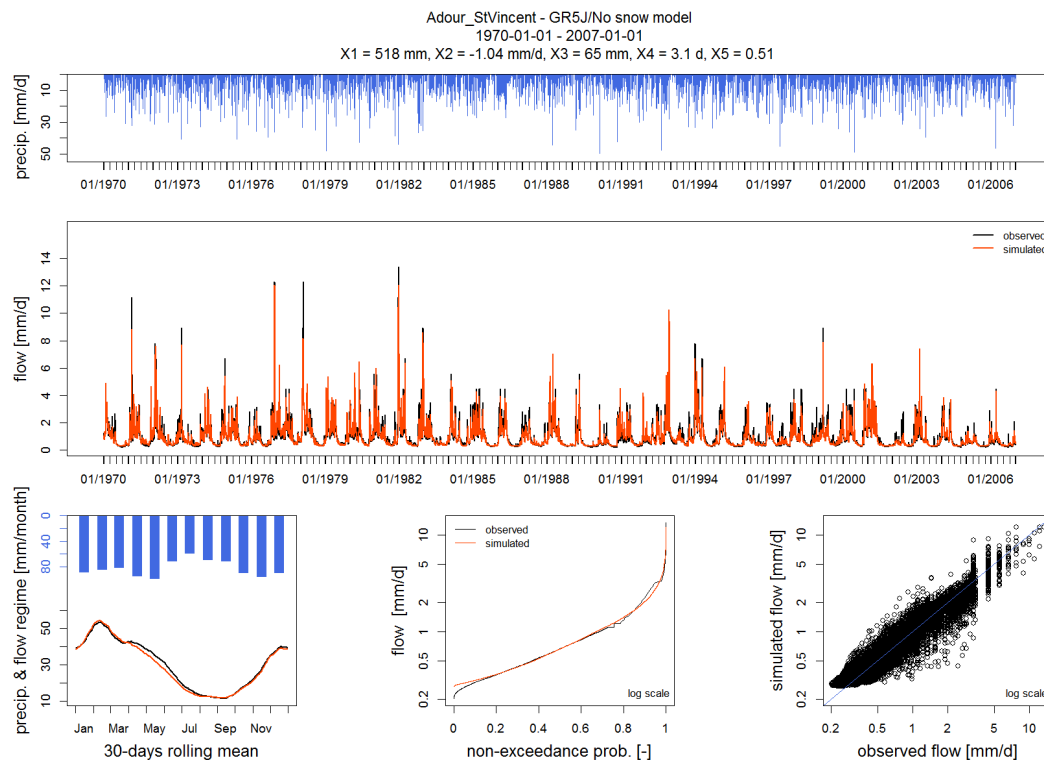 Adour_StVincent - GR5J/No snow model
1970-01-01 - 2007-01-01
X1 = 518 mm, X2 = -1.04 mm/d, X3 = 65 mm, X4 = 3.1 d, X5 = 0.51
precip. [mm/d]
10
30
50
01/1970 01/1973 01/1976 01/1979 01/1982 01/1985 01/1988 01/1991 01/1994 01/1997 01/2000 01/2003 01/2006
flow [mm/d]
14
12
10
8
6
4
2
0
observed
simulated
01/1970 01/1973 01/1976 01/1979 01/1982 01/1985 01/1988 01/1991 01/1994 01/1997 01/2000 01/2003 01/2006
precip. & flow regime [mm/month]
0
40
80
50
30
10
Jan Mar May Jul Sep Nov
30-days rolling mean
flow [mm/d]
10
5
2
1
0.5
0.2
observed
simulated
log scale
0 0.2 0.4 0.6 0.8 1
non-exceedance prob. [-]
simulated flow [mm/d]
10
5
2
1
0.5
0.2
log scale
0.2 0.5 1 2 5 10
observed flow [mm/d]